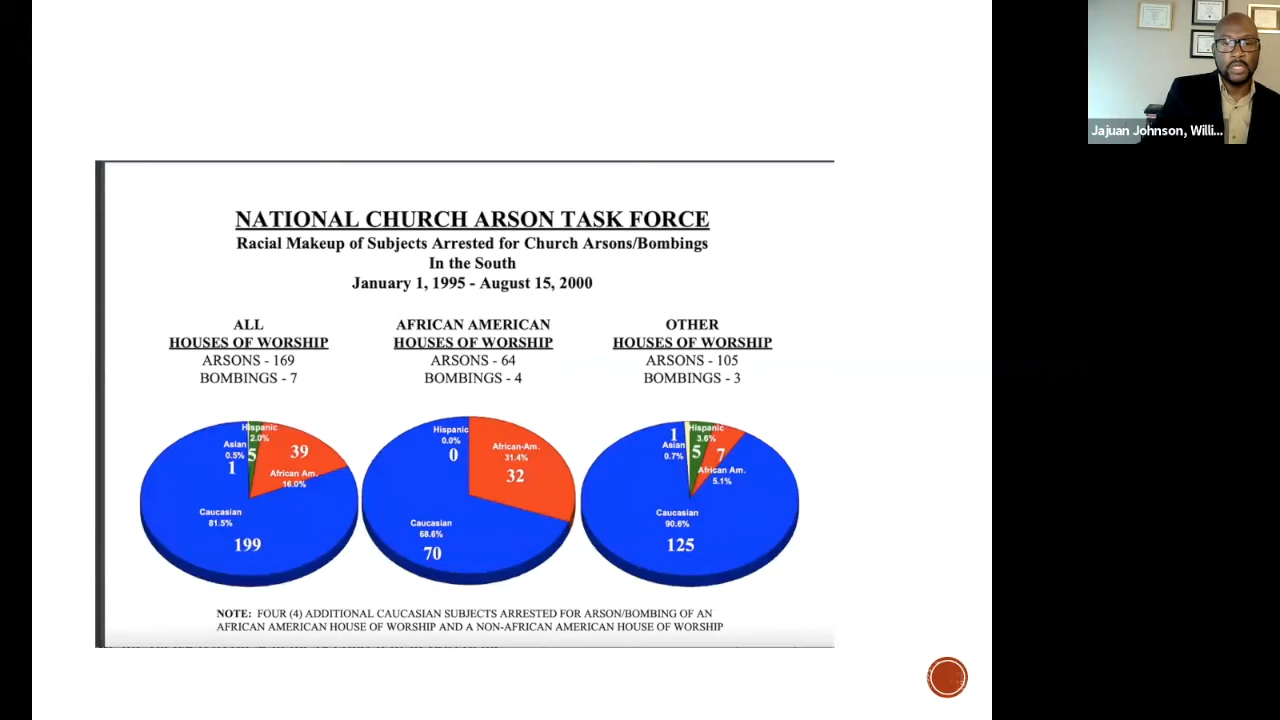 NATIONAL CHURCH ARSON TASK FORCE
Racial Makeup of Subjects Arrested for Church Arsons/Bombings
In the South
January 1, 1995 - August 15, 2000
ALL
HOUSES OF WORSHIP
ARSONS - 169
BOMBINGS - 7
AFRICAN AMERICAN
HOUSES OF WORSHIP
ARSONS - 64
BOMBINGS - 4
OTHER
HOUSES OF WORSHIP
ARSONS - 105
BOMBINGS - 3
Hispanic
2.0%
5
Asian
0.5%
1
39
African Am.
16.0%
Caucasian
81.5%
199
Hispanic
0.0%
0
African-Am.
31.4%
32
Caucasian
68.6%
70
1
Asian
0.7%
Hispanic
3.6%
5
7
African Am.
5.1%
Caucasian
90.6%
125
NOTE: FOUR (4) ADDITIONAL CAUCASIAN SUBJECTS ARRESTED FOR ARSON/BOMBING OF AN
AFRICAN AMERICAN HOUSE OF WORSHIP AND A NON-AFRICAN AMERICAN HOUSE OF WORSHIP
Jajuan Johnson, Willi...